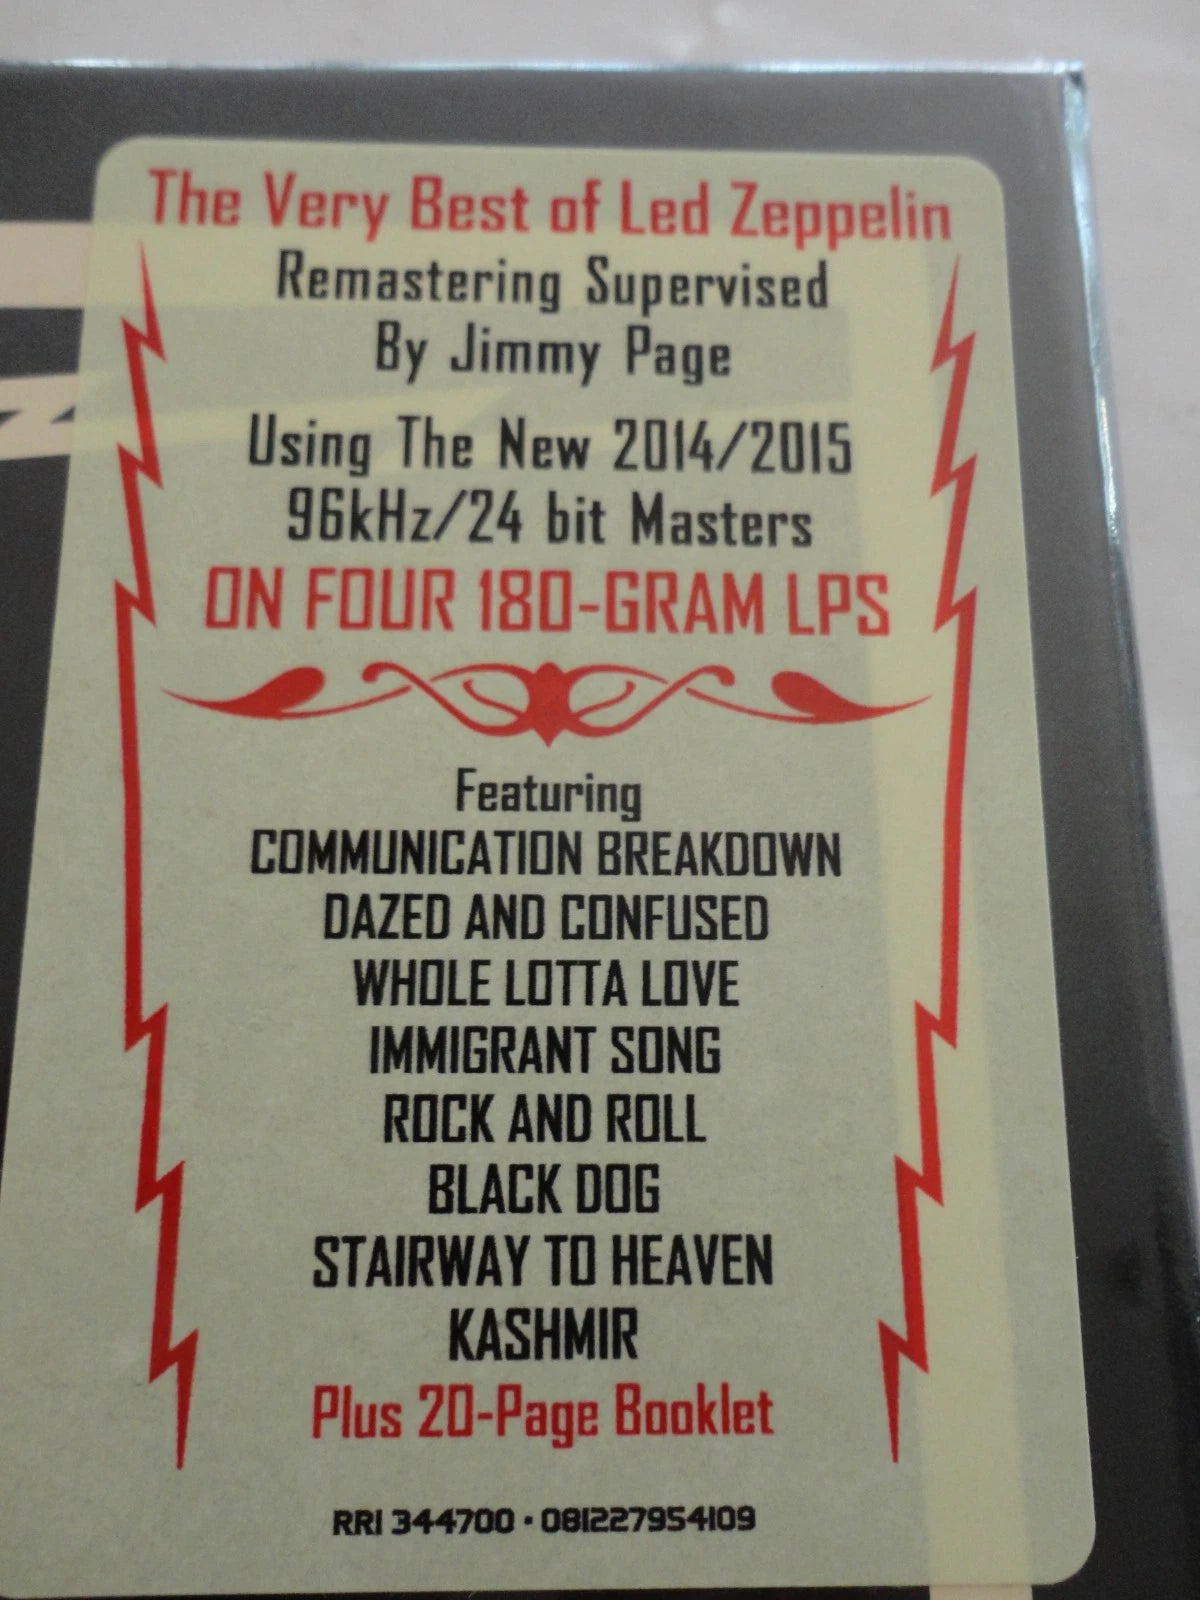 The Very Best of Led Zeppelin
Remastering Supervised
By Jimmy Page
Using The New 2014/2015
96kHz/24 bit Masters
ON FOUR 180-GRAM LPS
Featuring
COMMUNICATION BREAKDOWN
DAZED AND CONFUSED
WHOLE LOTTA LOVE
IMMIGRANT SONG
ROCK AND ROLL
BLACK DOG
STAIRWAY TO HEAVEN
KASHMIR
Plus 20-Page Booklet
RRI 344700 · 081227954109